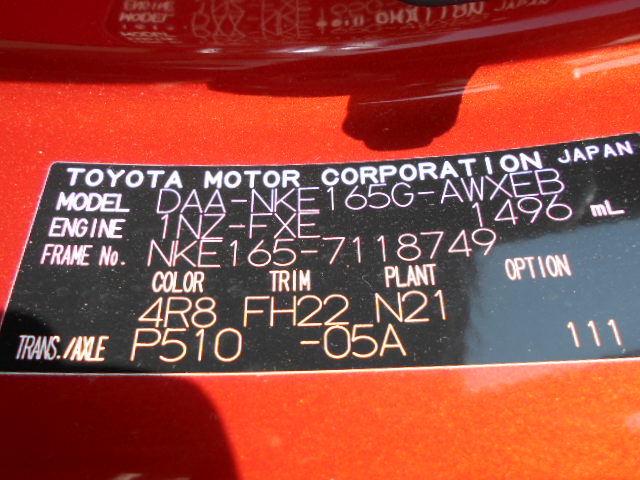 TOYOTA MOTOR CORPORATION JAPAN
MODEL DAA-NKE165G-AWXEB
ENGINE 1NZ-FXE 1496 mL
FRAME No. NKE165-7118749
COLOR TRIM PLANT OPTION
4R8 FH22 N21
TRANS./AXLE P510 -05A 111